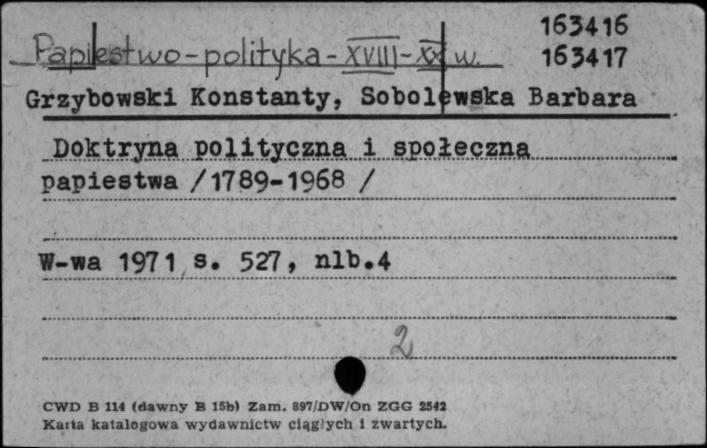 163416
Papiestwo-polityka-XVIII-XX w. 163417
Grzybowski Konstanty, Sobolewska Barbara
Doktryna polityczna i społeczna
papiestwa /1789-1968 /
W-wa 1971, s. 527, nlb.4
2
CWD B 114 (dawny B 15b) Zam. 897/DW/On ZGG 2542
Karta katalogowa wydawnictw ciągłych i zwartych.